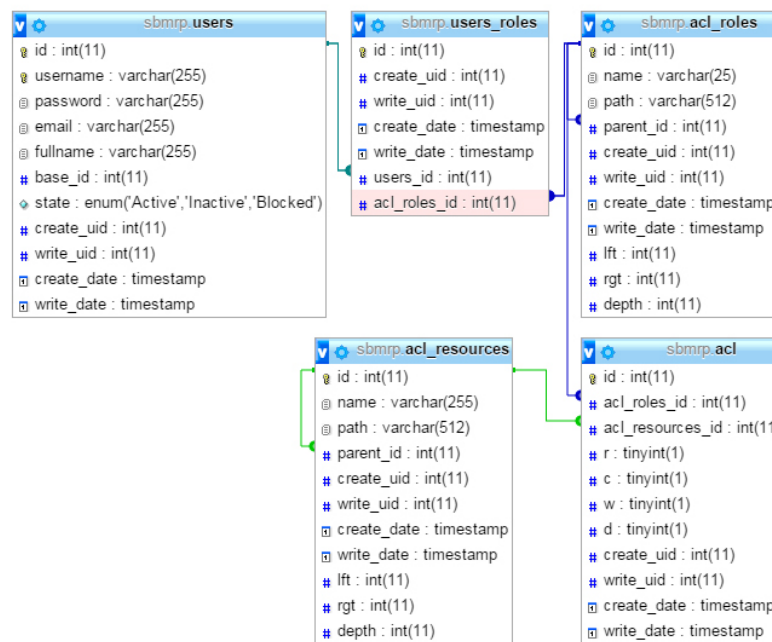 sbmrp.users
id : int(11)
username : varchar(255)
password : varchar(255)
email : varchar(255)
fullname : varchar(255)
# base_id : int(11)
state : enum('Active','Inactive','Blocked')
# create_uid : int(11)
# write_uid : int(11)
create_date : timestamp
write_date : timestamp
sbmrp.users_roles
id : int(11)
# create_uid : int(11)
# write_uid : int(11)
create_date : timestamp
write_date : timestamp
# users_id : int(11)
# acl_roles_id : int(11)
sbmrp.acl_roles
id : int(11)
name : varchar(25)
path : varchar(512)
# parent_id : int(11)
# create_uid : int(11)
# write_uid : int(11)
create_date : timestamp
write_date : timestamp
# lft : int(11)
# rgt : int(11)
# depth : int(11)
sbmrp.acl_resources
id : int(11)
name : varchar(255)
path : varchar(512)
# parent_id : int(11)
# create_uid : int(11)
# write_uid : int(11)
create_date : timestamp
write_date : timestamp
# lft : int(11)
# rgt : int(11)
# depth : int(11)
sbmrp.acl
id : int(11)
# acl_roles_id : int(11)
# acl_resources_id : int(11
# r : tinyint(1)
# c : tinyint(1)
# w : tinyint(1)
# d : tinyint(1)
# create_uid : int(11)
# write_uid : int(11)
create_date : timestamp
write_date : timestamp